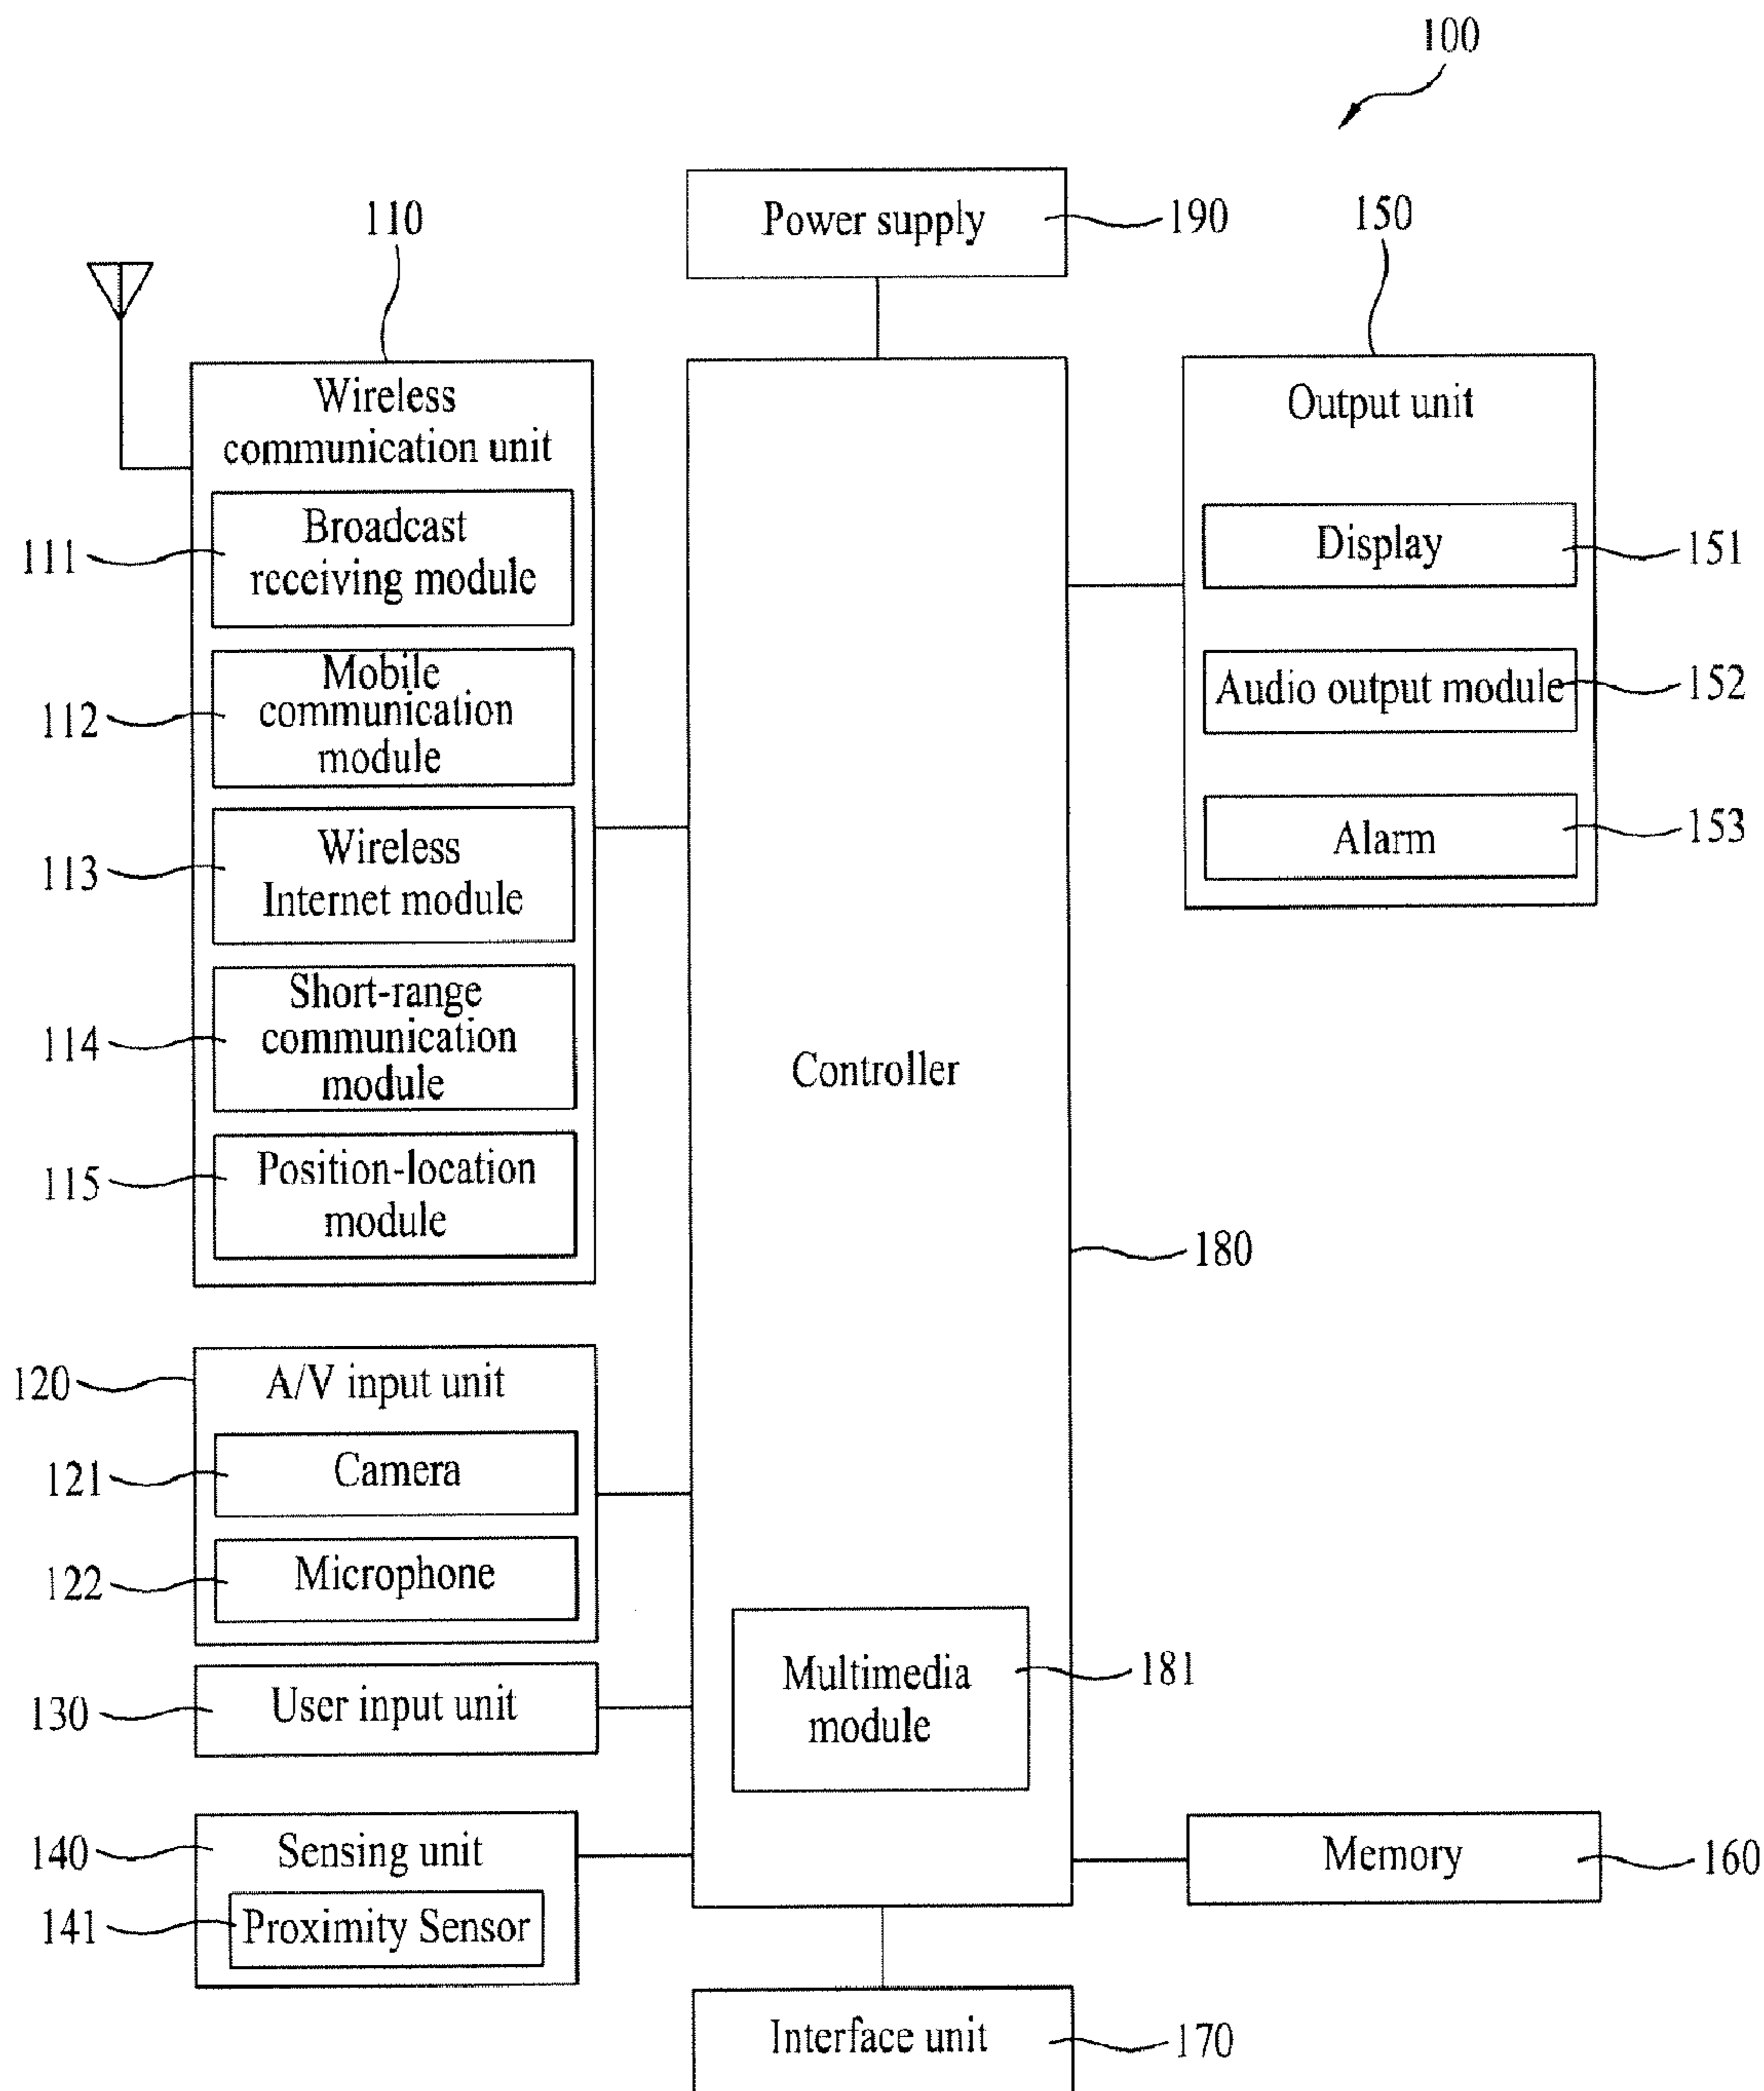 100
110
Power supply
190
150
Wireless
communication unit
Output unit
111
Broadcast
receiving module
Display
151
112
Mobile
communication
module
Audio output module
152
113
Wireless
Internet module
Alarm
153
114
Short-range
communication
module
Controller
115
Position-location
module
180
120
A/V input unit
121
Camera
122
Microphone
130
User input unit
Multimedia
module
181
140
Sensing unit
141
Proximity Sensor
Memory
160
Interface unit
170